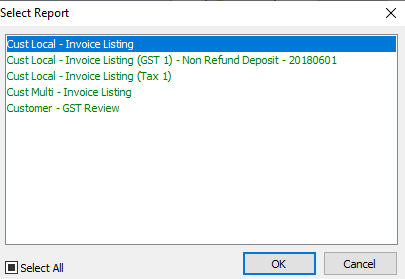 Select Report
Cust Local - Invoice Listing
Cust Local - Invoice Listing (GST 1) - Non Refund Deposit - 20180601
Cust Local - Invoice Listing (Tax 1)
Cust Multi - Invoice Listing
Customer - GST Review
Select All
OK
Cancel